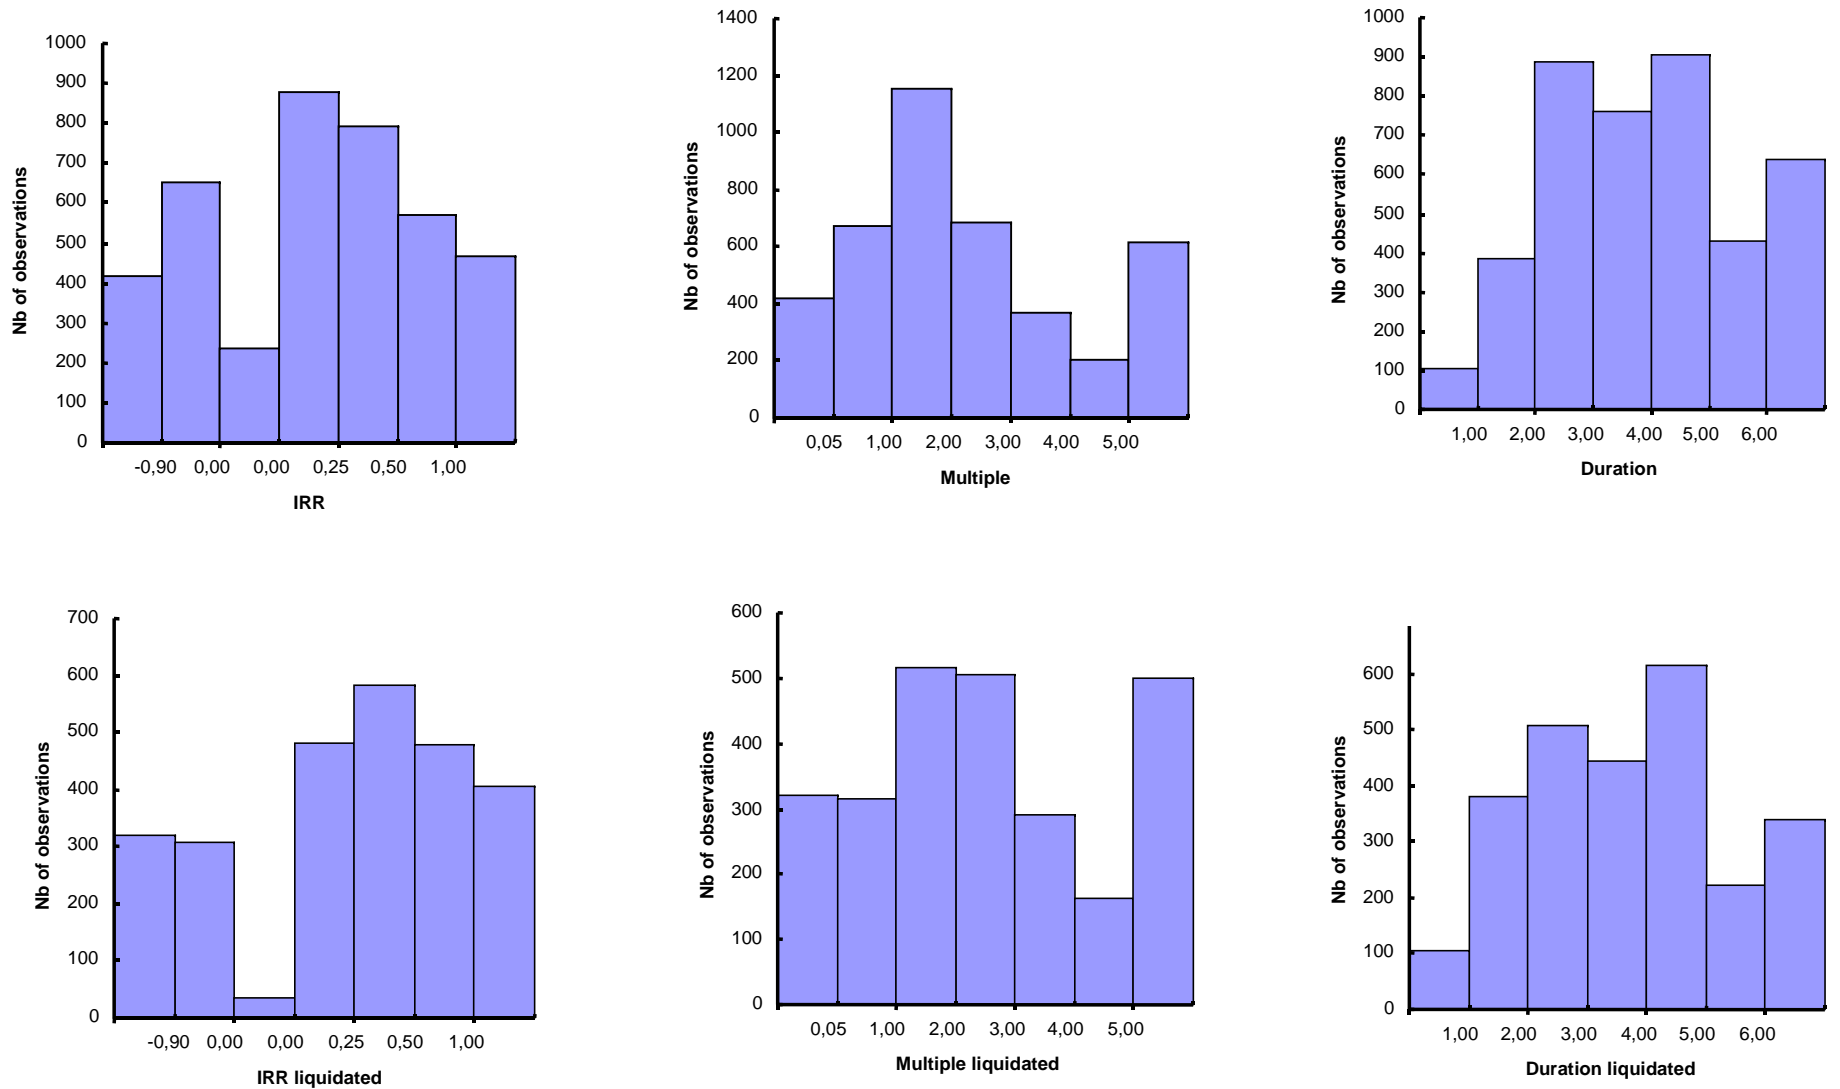 1000
900
800
700
600
500
400
300
200
100
0
Nb of observations
-0,90 0,00 0,00 0,25 0,50 1,00
IRR
1400
1200
1000
800
600
400
200
0
Nb of observations
0,05 1,00 2,00 3,00 4,00 5,00
Multiple
1000
900
800
700
600
500
400
300
200
100
0
Nb of observations
1,00 2,00 3,00 4,00 5,00 6,00
Duration
700
600
500
400
300
200
100
0
Nb of observations
-0,90 0,00 0,00 0,25 0,50 1,00
IRR liquidated
600
500
400
300
200
100
0
Nb of observations
0,05 1,00 2,00 3,00 4,00 5,00
Multiple liquidated
600
500
400
300
200
100
0
Nb of observations
1,00 2,00 3,00 4,00 5,00 6,00
Duration liquidated